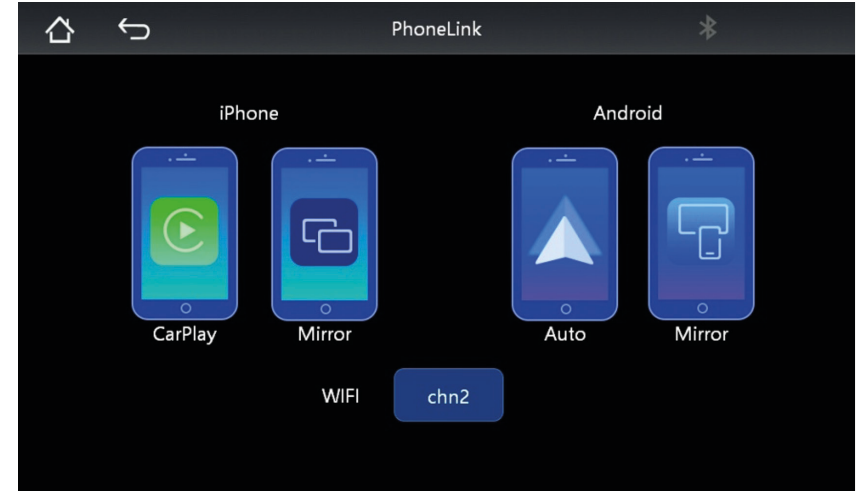 PhoneLink
iPhone
Android
CarPlay
Mirror
Auto
Mirror
WIFI
chn2